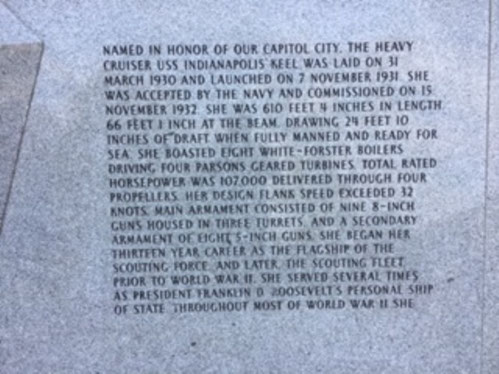 NAMED IN HONOR OF OUR CAPITOL CITY, THE HEAVY
CRUISER USS INDIANAPOLIS' KEEL WAS LAID ON 31
MARCH 1930 AND LAUNCHED ON 7 NOVEMBER 1931. SHE
WAS ACCEPTED BY THE NAVY AND COMMISSIONED ON 15
NOVEMBER 1932. SHE WAS 610 FEET 4 INCHES IN LENGTH,
66 FEET 1 INCH AT THE BEAM, DRAWING 24 FEET 10
INCHES OF DRAFT WHEN FULLY MANNED AND READY FOR
SEA. SHE BOASTED EIGHT WHITE-FORSTER BOILERS
DRIVING FOUR PARSONS GEARED TURBINES. TOTAL RATED
HORSEPOWER WAS 107,000 DELIVERED THROUGH FOUR
PROPELLERS. HER DESIGN FLANK SPEED EXCEEDED 32
KNOTS. MAIN ARMAMENT CONSISTED OF NINE 8-INCH
GUNS HOUSED IN THREE TURRETS, AND A SECONDARY
ARMAMENT OF EIGHT 5-INCH GUNS. SHE BEGAN HER
THIRTEEN YEAR CAREER AS THE FLAGSHIP OF THE
SCOUTING FORCE, AND LATER, THE SCOUTING FLEET.
PRIOR TO WORLD WAR II, SHE SERVED SEVERAL TIMES
AS PRESIDENT FRANKLIN D. ROOSEVELT'S PERSONAL SHIP
OF STATE. THROUGHOUT MOST OF WORLD WAR II SHE